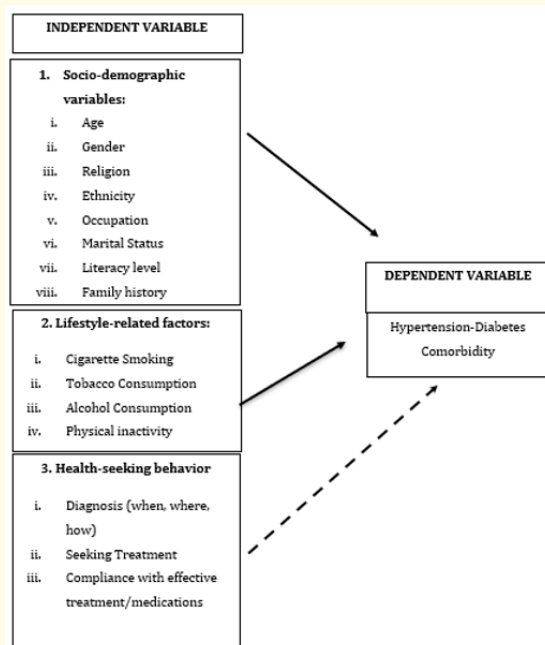 INDEPENDENT VARIABLE
1. Socio-demographic
variables:
i. Age
ii. Gender
iii. Religion
iv. Ethnicity
v. Occupation
vi. Marital Status
vii. Literacy level
viii. Family history
2. Lifestyle-related factors:
i. Cigarette Smoking
ii. Tobacco Consumption
iii. Alcohol Consumption
iv. Physical inactivity
3. Health-seeking behavior
i. Diagnosis (when, where,
how)
ii. Seeking Treatment
iii. Compliance with effective
treatment/medications
DEPENDENT VARIABLE
Hypertension-Diabetes
Comorbidity